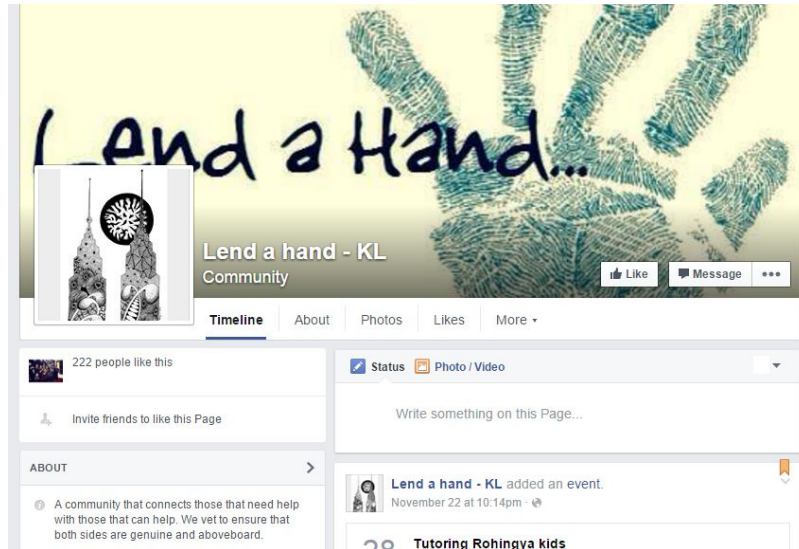 Lend a Hand...
Lend a hand - KL
Community
Like
Message
Timeline
About
Photos
Likes
More
222 people like this
Invite friends to like this Page
ABOUT
A community that connects those that need help
with those that can help. We vet to ensure that
both sides are genuine and aboveboard.
Status
Photo / Video
Write something on this Page...
Lend a hand - KL added an event.
November 22 at 10:14pm ·
28
Tutoring Rohingya kids